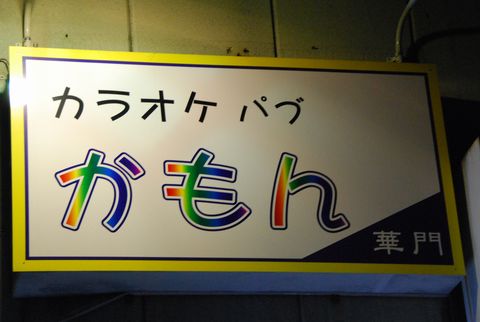 カラオケ パブ
かもん
華門